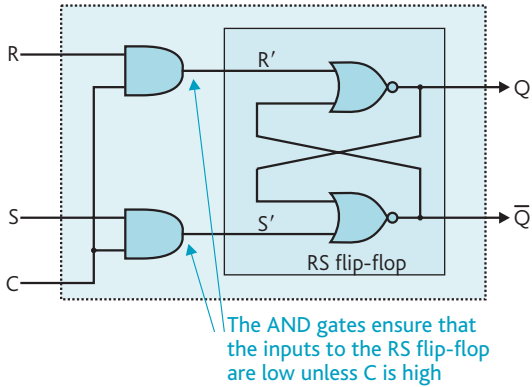 R
R′
Q
S
S′
Q̅
RS flip-flop
C
The AND gates ensure that
the inputs to the RS flip-flop
are low unless C is high